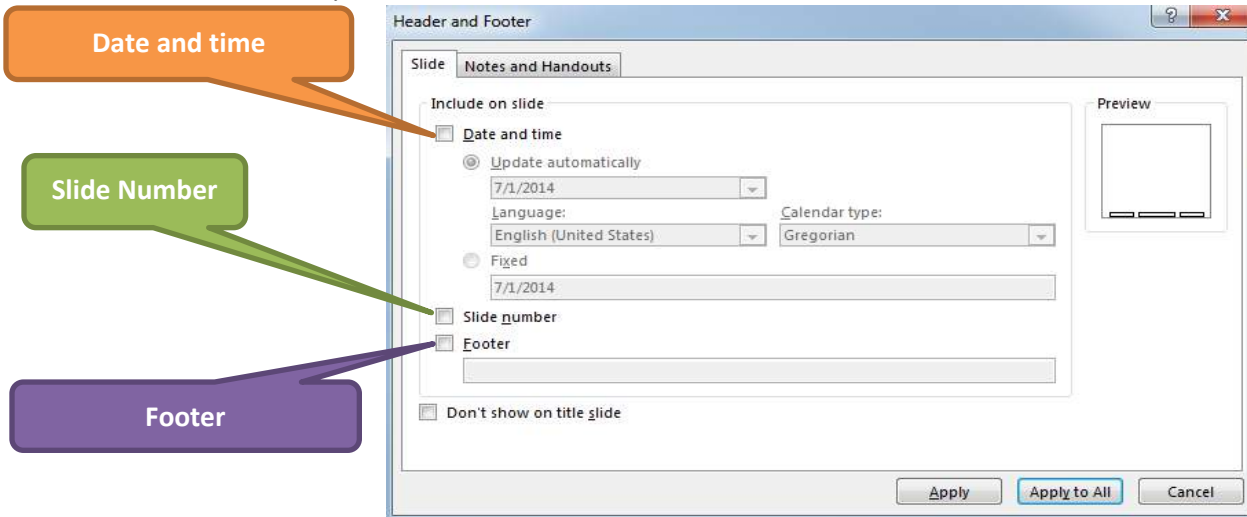 Header and Footer
Date and time
Slide
Notes and Handouts
Include on slide
Preview
Date and time
Update automatically
7/1/2014
Slide Number
Language:
Calendar type:
English (United States)
Gregorian
Fixed
7/1/2014
Slide number
Footer
Footer
Don't show on title slide
Apply
Apply to All
Cancel